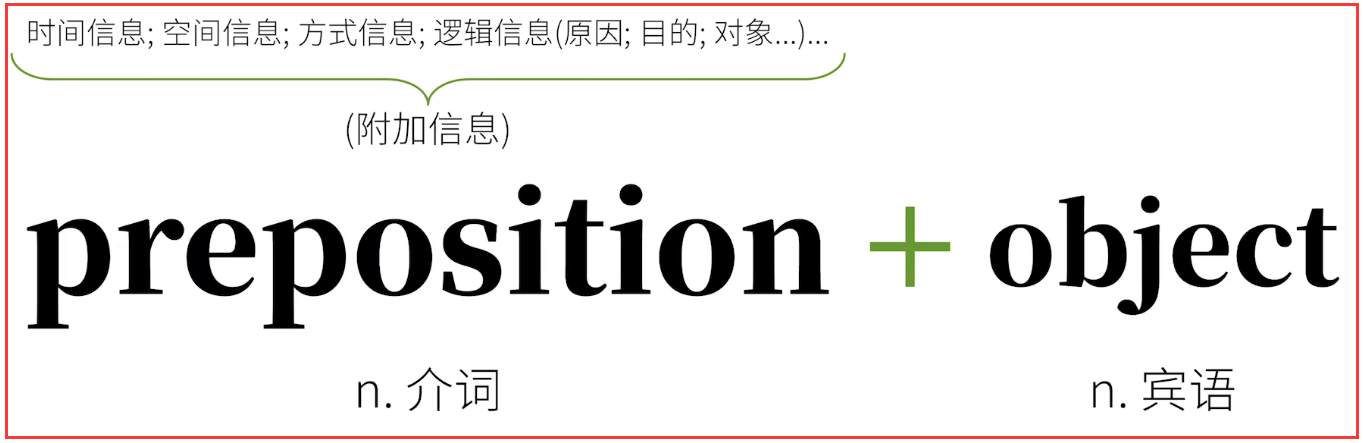 时间信息; 空间信息; 方式信息; 逻辑信息(原因; 目的; 对象...)...
(附加信息)
preposition + object
n. 介词 n. 宾语